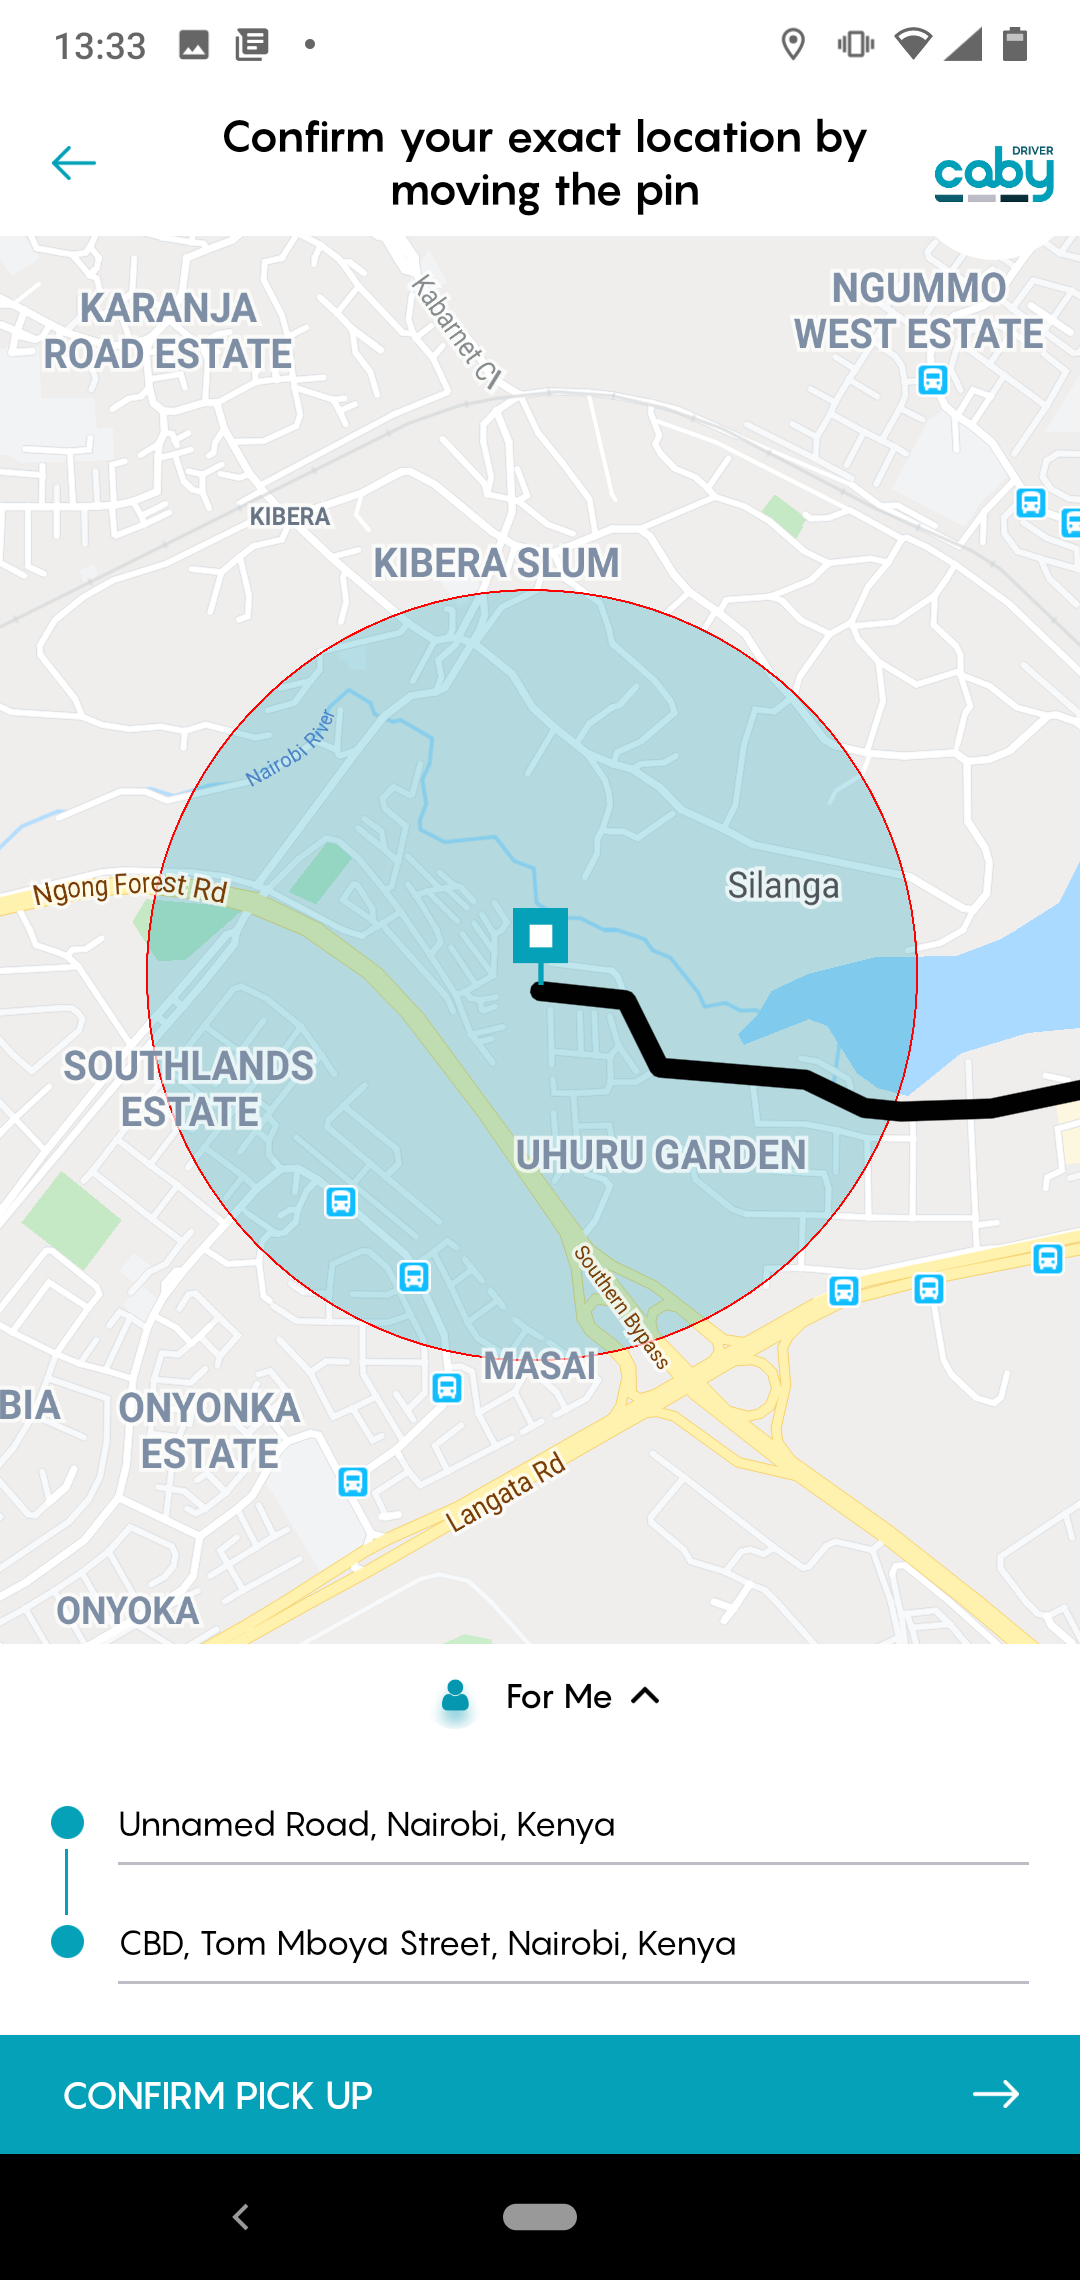 13:33
Confirm your exact location by
moving the pin
DRIVER
caby
KARANJA
ROAD ESTATE
Kabarnet Cl
NGUMMO
WEST ESTATE
KIBERA
KIBERA SLUM
Nairobi River
Ngong Forest Rd
Silanga
SOUTHLANDS
ESTATE
UHURU GARDEN
Southern Bypass
MASAI
BIA
ONYONKA
ESTATE
Langata Rd
ONYOKA
For Me
Unnamed Road, Nairobi, Kenya
CBD, Tom Mboya Street, Nairobi, Kenya
CONFIRM PICK UP